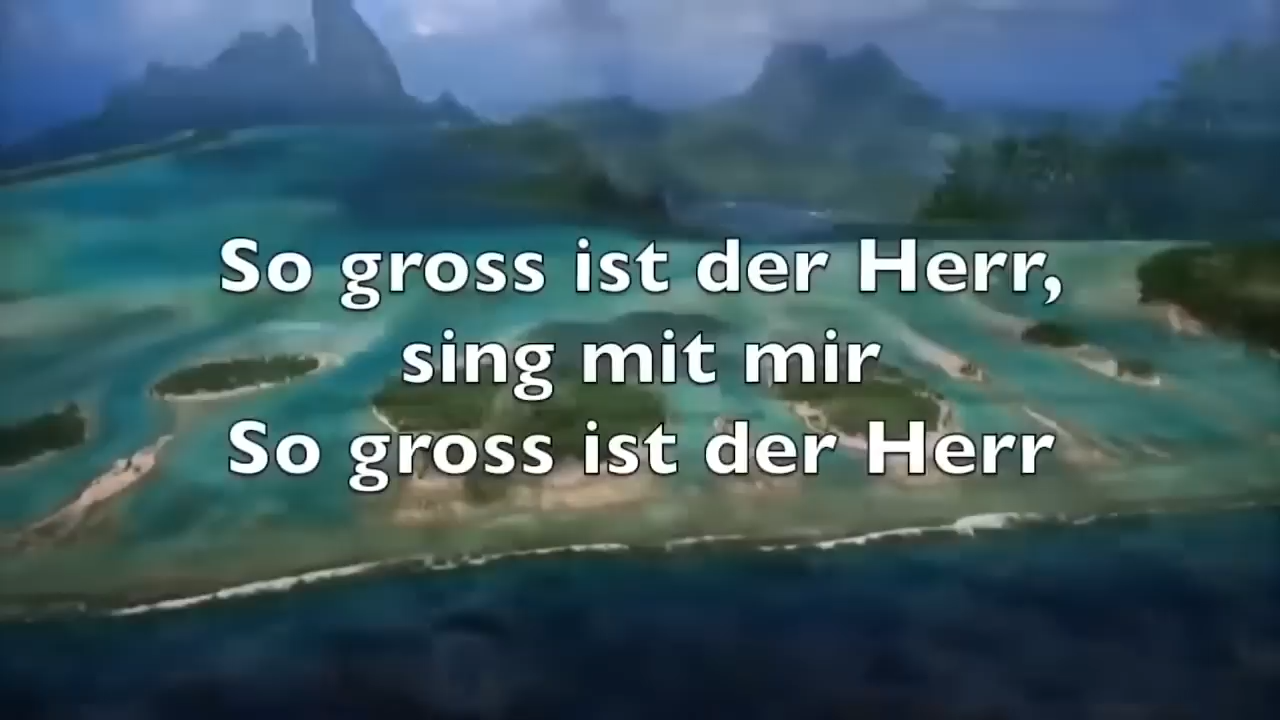 So gross ist der Herr,
sing mit mir
So gross ist der Herr